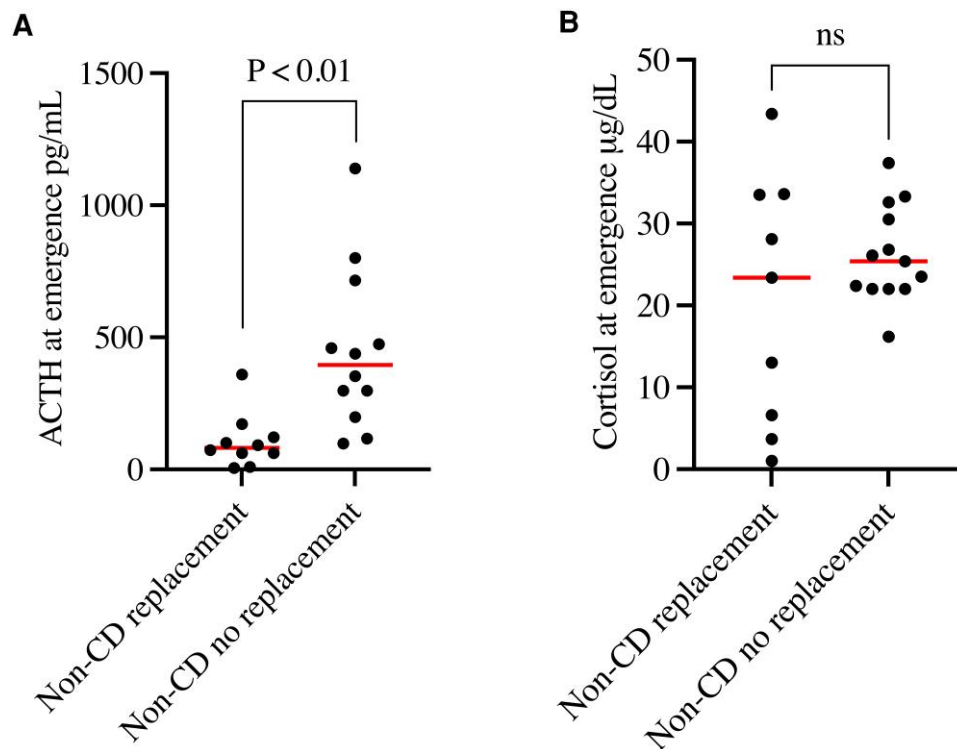 A
P < 0.01
ACTH at emergence pg/mL
1500
1000
500
0
Non-CD replacement
Non-CD no replacement
B
ns
Cortisol at emergence µg/dL
50
40
30
20
10
0
Non-CD replacement
Non-CD no replacement